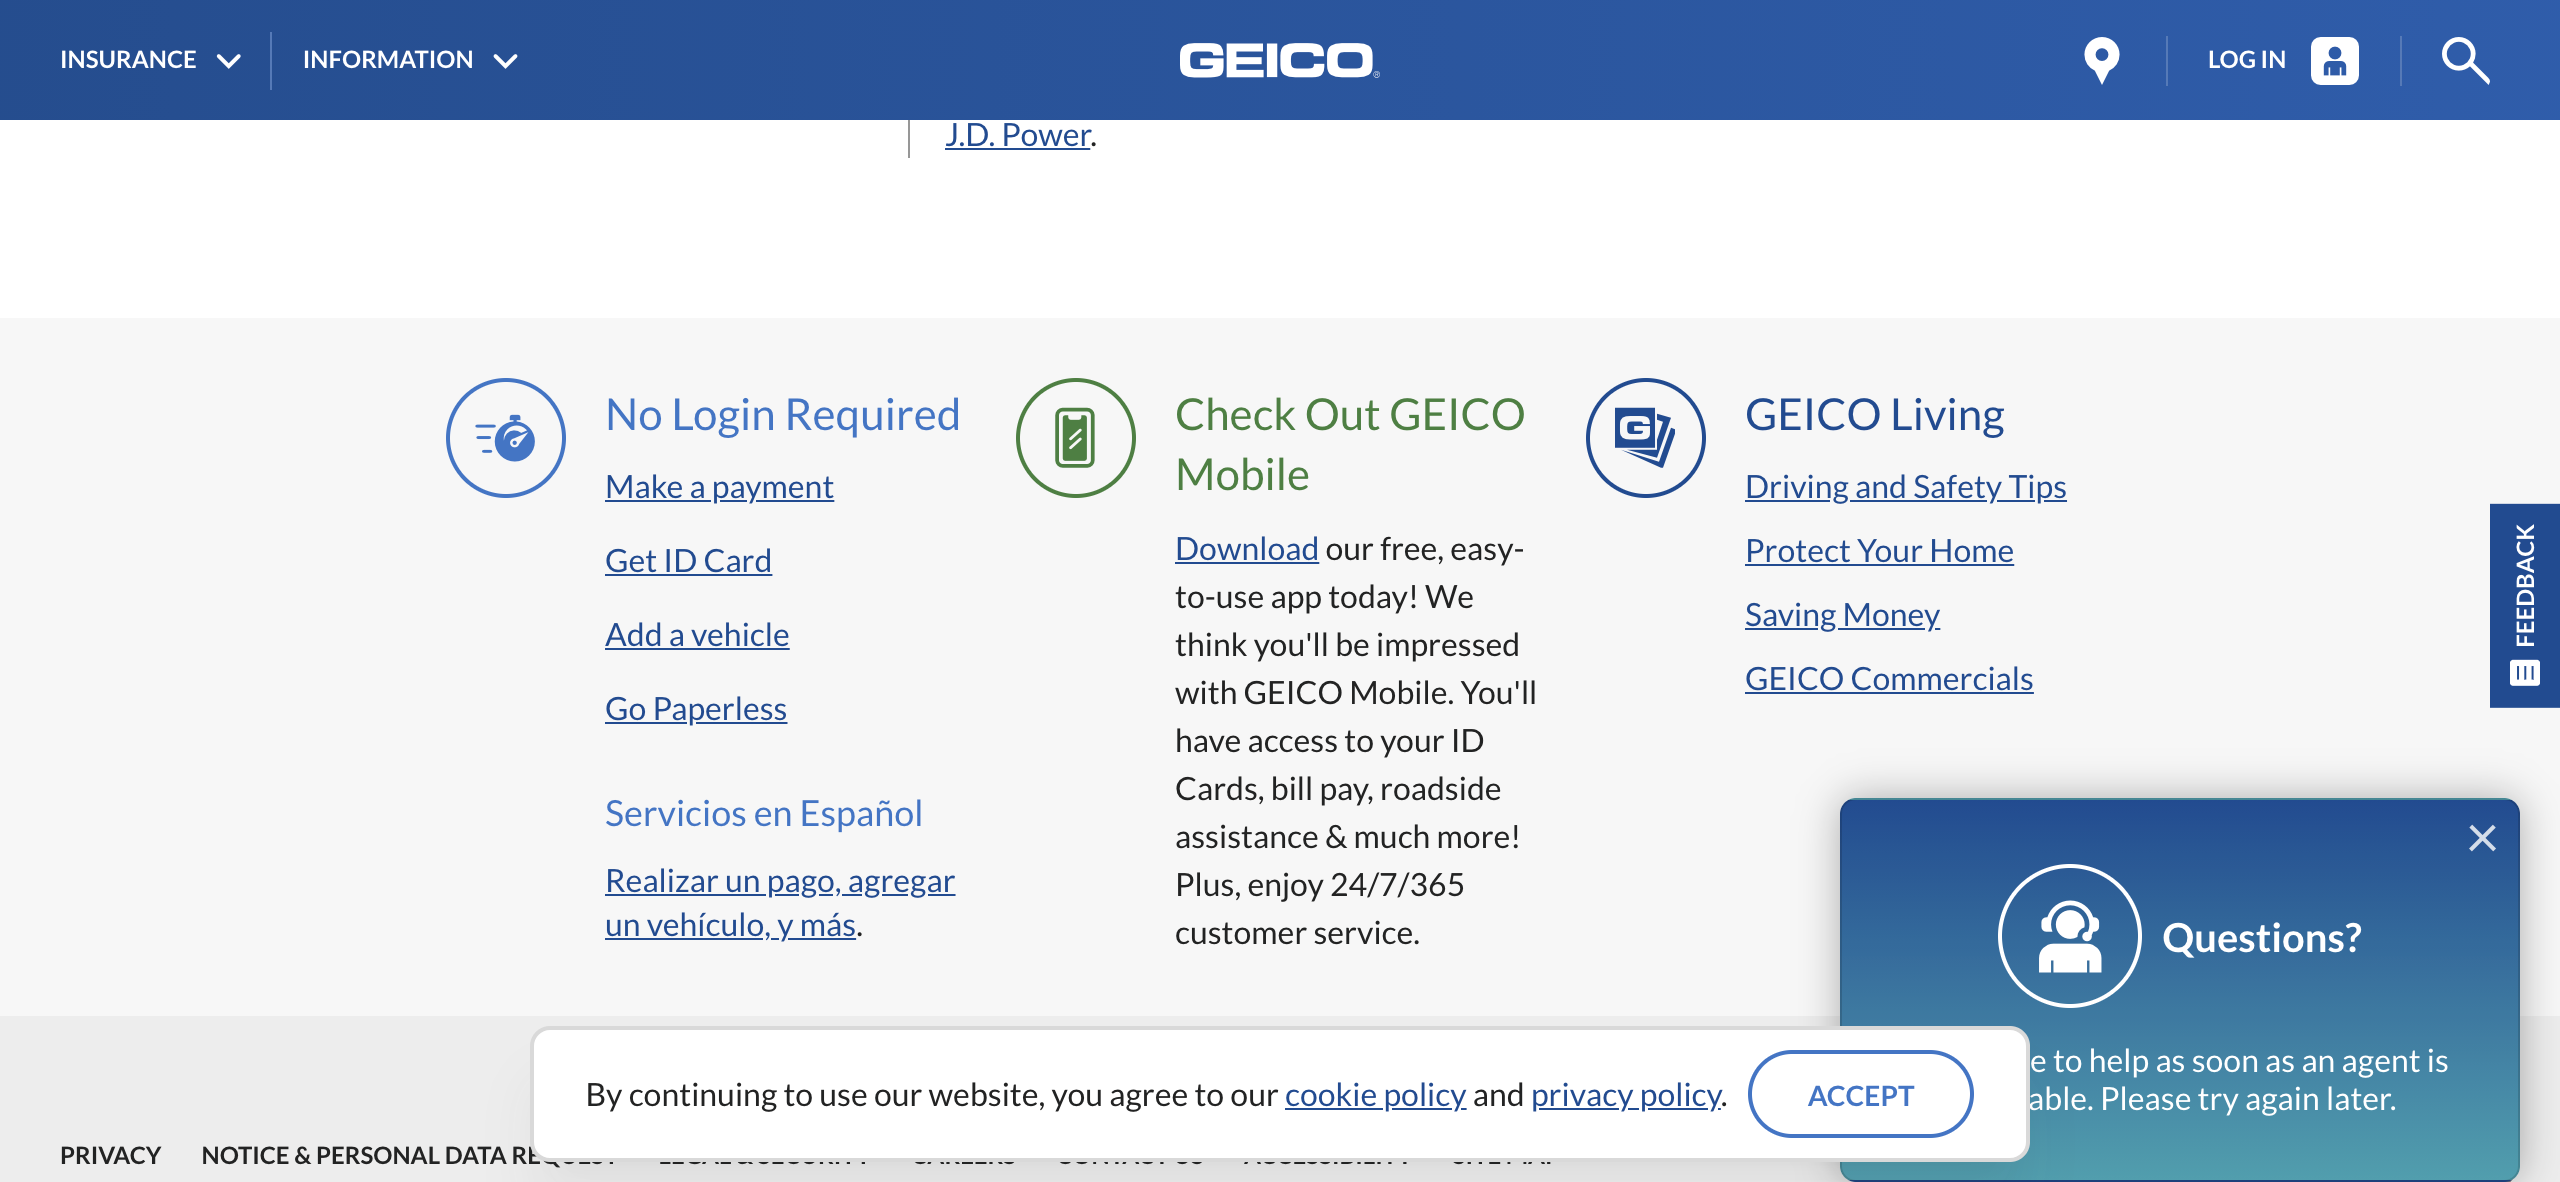 INSURANCE
INFORMATION
GEICO
LOG IN
J.D. Power.
No Login Required
Make a payment
Get ID Card
Add a vehicle
Go Paperless
Servicios en Español
Realizar un pago, agregar
un vehículo, y más.
Check Out GEICO
Mobile
Download our free, easy-
to-use app today! We
think you'll be impressed
with GEICO Mobile. You'll
have access to your ID
Cards, bill pay, roadside
assistance & much more!
Plus, enjoy 24/7/365
customer service.
GEICO Living
Driving and Safety Tips
Protect Your Home
Saving Money
GEICO Commercials
FEEDBACK
Questions?
to help as soon as an agent is
Please try again later.
By continuing to use our website, you agree to our cookie policy and privacy policy.
ACCEPT
PRIVACY
NOTICE & PERSONAL DATA